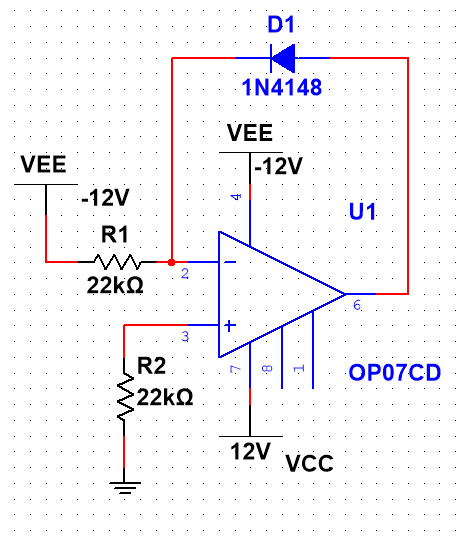 D1
1N4148
VEE
-12V
VEE
-12V
R1
22kΩ
U1
4
2
6
3
7
8
1
OP07CD
R2
22kΩ
12V
VCC